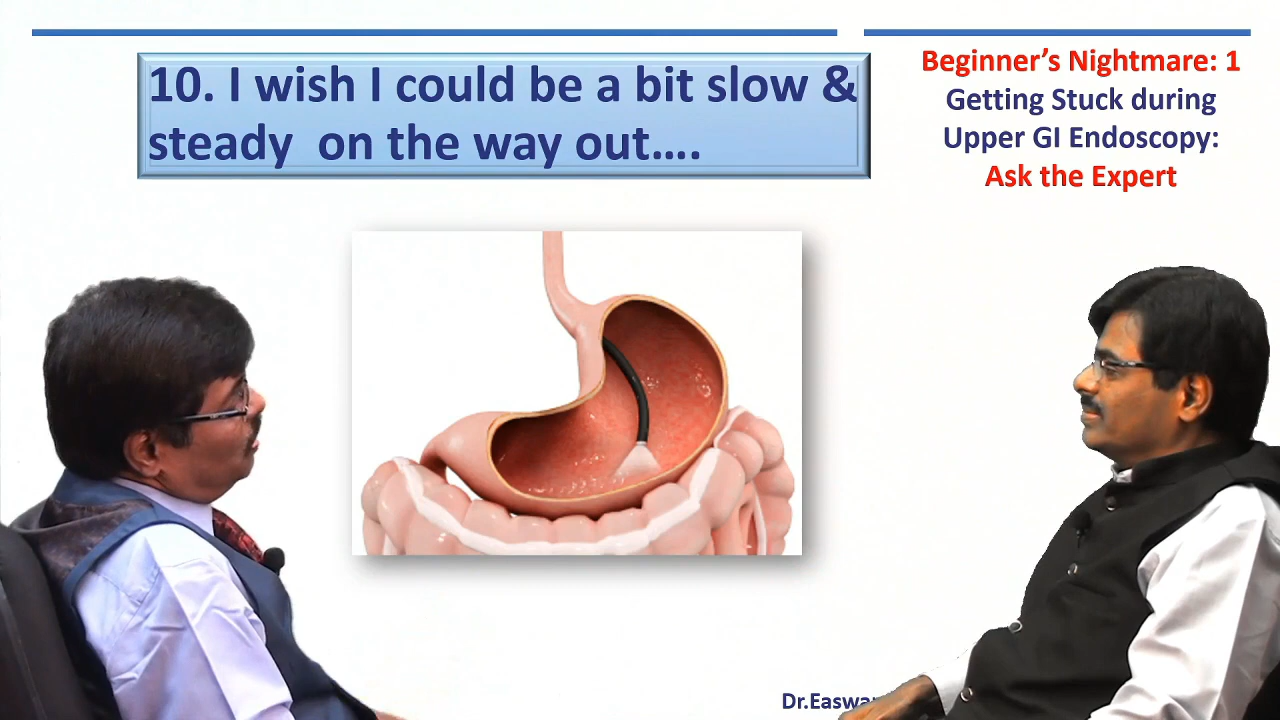 10. I wish I could be a bit slow &
steady on the way out....
Beginner's Nightmare: 1
Getting Stuck during
Upper GI Endoscopy:
Ask the Expert